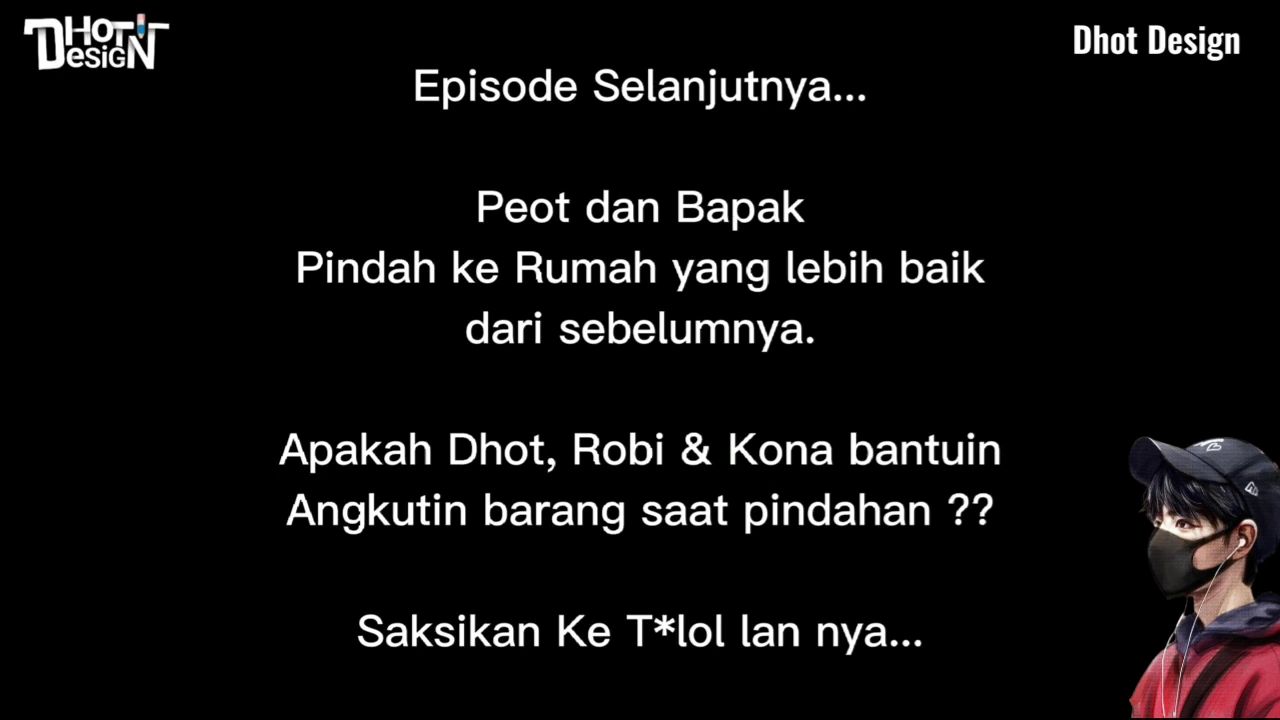 DHOT DESIGN
Dhot Design
Episode Selanjutnya...
Peot dan Bapak
Pindah ke Rumah yang lebih baik
dari sebelumnya.
Apakah Dhot, Robi & Kona bantuin
Angkutin barang saat pindahan ??
Saksikan Ke T*lol lan nya...